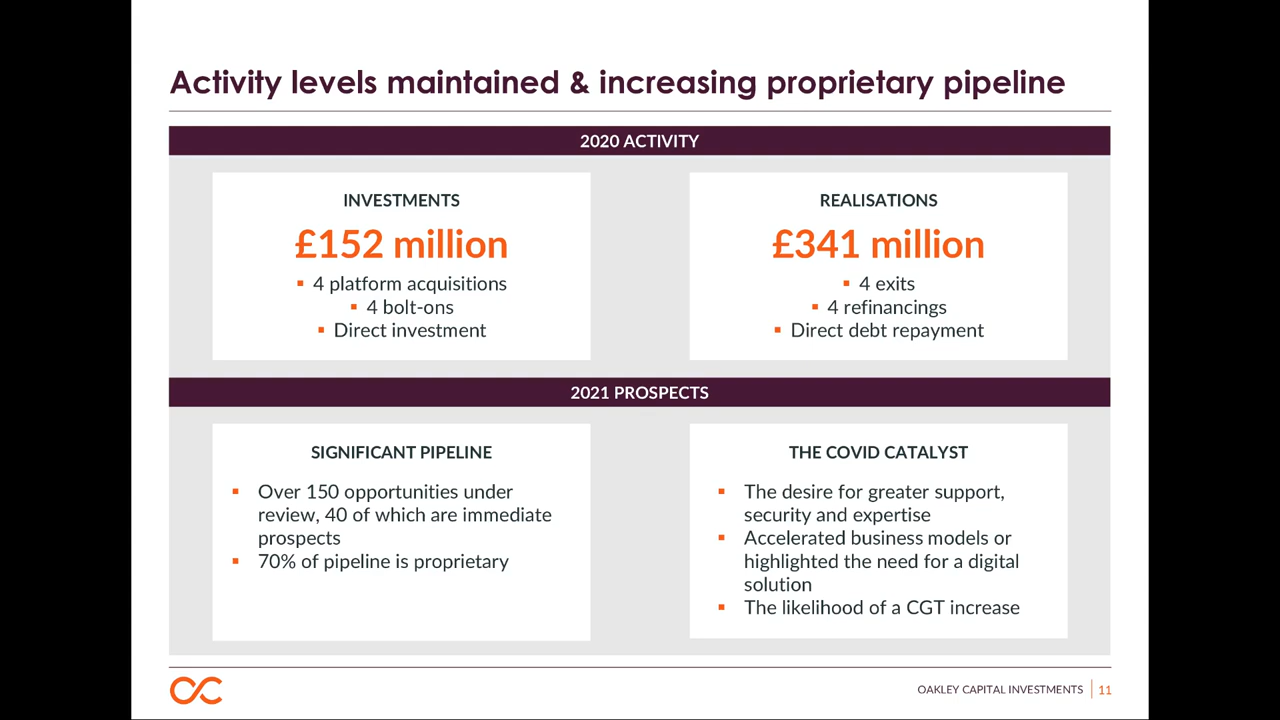 Activity levels maintained & increasing proprietary pipeline
2020 ACTIVITY
INVESTMENTS
£152 million
▪ 4 platform acquisitions
▪ 4 bolt-ons
▪ Direct investment
REALISATIONS
£341 million
▪ 4 exits
▪ 4 refinancings
▪ Direct debt repayment
2021 PROSPECTS
SIGNIFICANT PIPELINE
▪ Over 150 opportunities under
review, 40 of which are immediate
prospects
▪ 70% of pipeline is proprietary
THE COVID CATALYST
▪ The desire for greater support,
security and expertise
▪ Accelerated business models or
highlighted the need for a digital
solution
▪ The likelihood of a CGT increase
OAKLEY CAPITAL INVESTMENTS | 11